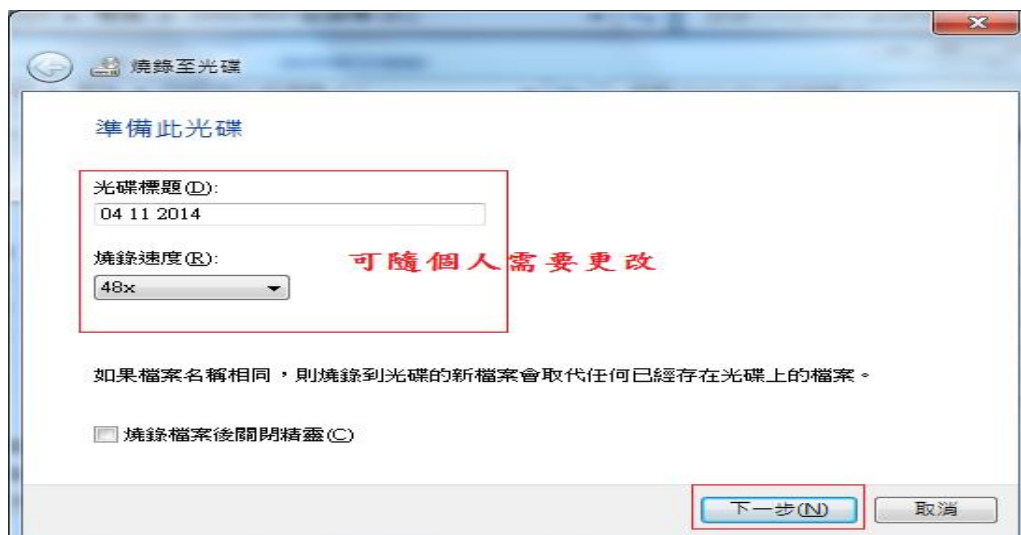 燒錄至光碟
準備此光碟
光碟標題(D):
04 11 2014
燒錄速度(R):
可隨個人需要更改
48x
如果檔案名稱相同，則燒錄到光碟的新檔案會取代任何已經存在光碟上的檔案。
燒錄檔案後關閉精靈(C)
下一步(N)
取消